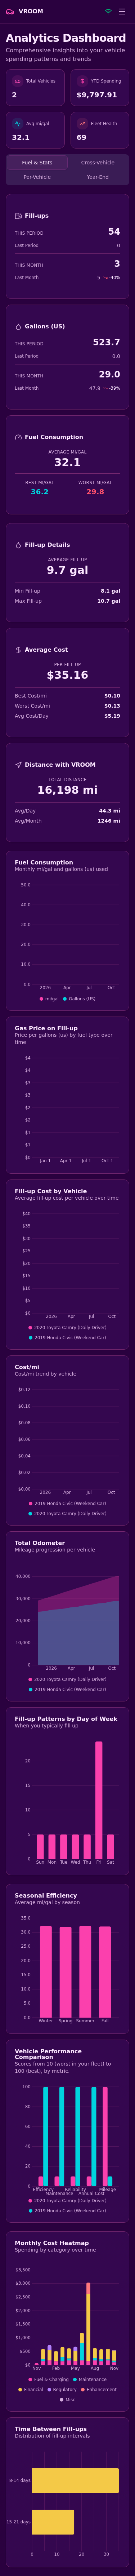 VROOM
Analytics Dashboard
Comprehensive insights into your vehicle
spending patterns and trends
Total Vehicles
2
YTD Spending
$9,797.91
Avg mi/gal
32.1
Fleet Health
69
Fuel & Stats
Cross-Vehicle
Per-Vehicle
Year-End
Fill-ups
THIS PERIOD 54
Last Period 0
THIS MONTH 3
Last Month 5 -40%
Gallons (US)
THIS PERIOD 523.7
Last Period 0.0
THIS MONTH 29.0
Last Month 47.9 -39%
Fuel Consumption
AVERAGE MI/GAL
32.1
BEST MI/GAL WORST MI/GAL
36.2 29.8
Fill-up Details
AVERAGE FILL-UP
9.7 gal
Min Fill-up 8.1 gal
Max Fill-up 10.7 gal
Average Cost
PER FILL-UP
$35.16
Best Cost/mi $0.10
Worst Cost/mi $0.13
Avg Cost/Day $5.19
Distance with VROOM
TOTAL DISTANCE
16,198 mi
Avg/Day 44.3 mi
Avg/Month 1246 mi
Fuel Consumption
Monthly mi/gal and gallons (us) used
50.0
40.0
30.0
20.0
10.0
0.0
2026 Apr Jul Oct
mi/gal Gallons (US)
Gas Price on Fill-up
Price per gallons (us) by fuel type over
time
$4
$4
$3
$3
$2
$2
$1
$1
$0
Jan 1 Apr 1 Jul 1 Oct 1
Fill-up Cost by Vehicle
Average fill-up cost per vehicle over time
$40
$35
$30
$25
$20
$15
$10
$5
$0
2026 Apr Jul Oct
2020 Toyota Camry (Daily Driver)
2019 Honda Civic (Weekend Car)
Cost/mi
Cost/mi trend by vehicle
$0.12
$0.10
$0.08
$0.06
$0.04
$0.02
$0.00
2026 Apr Jul Oct
2019 Honda Civic (Weekend Car)
2020 Toyota Camry (Daily Driver)
Total Odometer
Mileage progression per vehicle
40,000
30,000
20,000
10,000
0
2026 Apr Jul Oct
2020 Toyota Camry (Daily Driver)
2019 Honda Civic (Weekend Car)
Fill-up Patterns by Day of Week
When you typically fill up
20
15
10
5
0
Sun Mon Tue Wed Thu Fri Sat
Seasonal Efficiency
Average mi/gal by season
35.0
30.0
25.0
20.0
15.0
10.0
5.0
0.0
Winter Spring Summer Fall
Vehicle Performance
Comparison
Scores from 10 (worst in your fleet) to
100 (best), by metric.
100
80
60
40
20
0
Efficiency Reliability Mileage
Maintenance Annual Cost
2020 Toyota Camry (Daily Driver)
2019 Honda Civic (Weekend Car)
Monthly Cost Heatmap
Spending by category over time
$3,500
$3,000
$2,500
$2,000
$1,500
$1,000
$500
$0
Nov Feb May Aug Nov
Fuel & Charging Maintenance
Financial Regulatory Enhancement
Misc
Time Between Fill-ups
Distribution of fill-up intervals
8-14 days
15-21 days
0 10 20 30